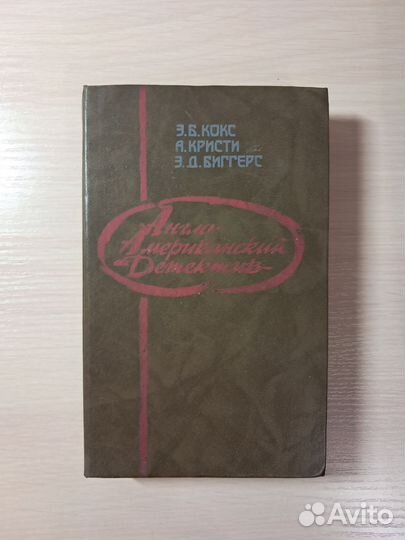 Э.Б. КОКС
А. КРИСТИ
Э.Д. БИГГЕРС
Англо-
Американский
Детектив
Avito